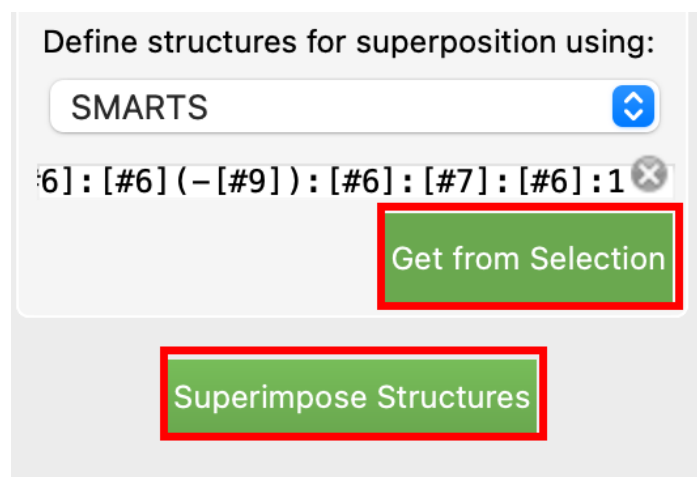 Define structures for superposition using:
SMARTS
6]:[#6](-[#9]):[#6]:[#7]:[#6]:1
Get from Selection
Superimpose Structures